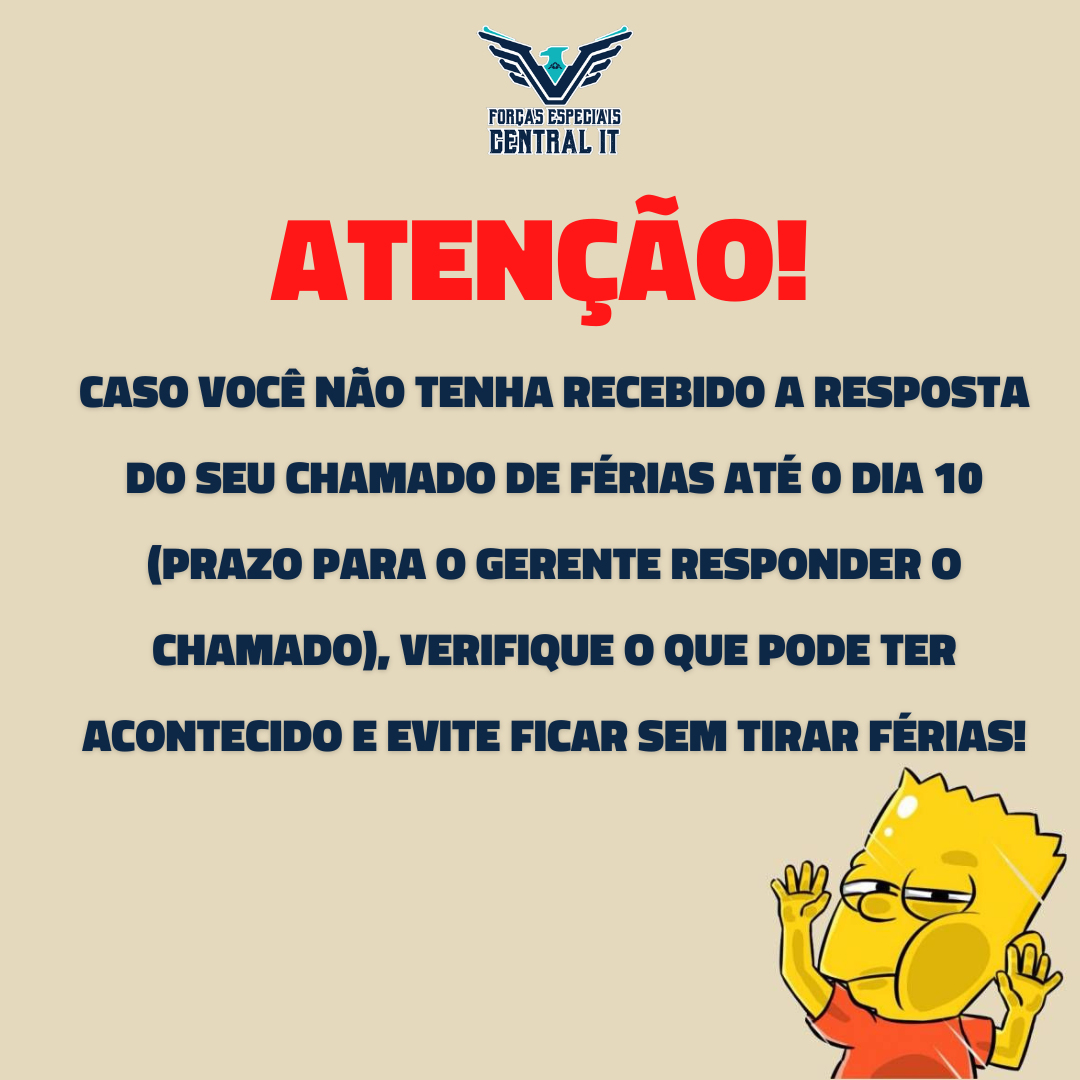 FORÇAS ESPECIAIS
CENTRAL IT
ATENÇÃO!
CASO VOCÊ NÃO TENHA RECEBIDO A RESPOSTA
DO SEU CHAMADO DE FÉRIAS ATÉ O DIA 10
(PRAZO PARA O GERENTE RESPONDER O
CHAMADO), VERIFIQUE O QUE PODE TER
ACONTECIDO E EVITE FICAR SEM TIRAR FÉRIAS!